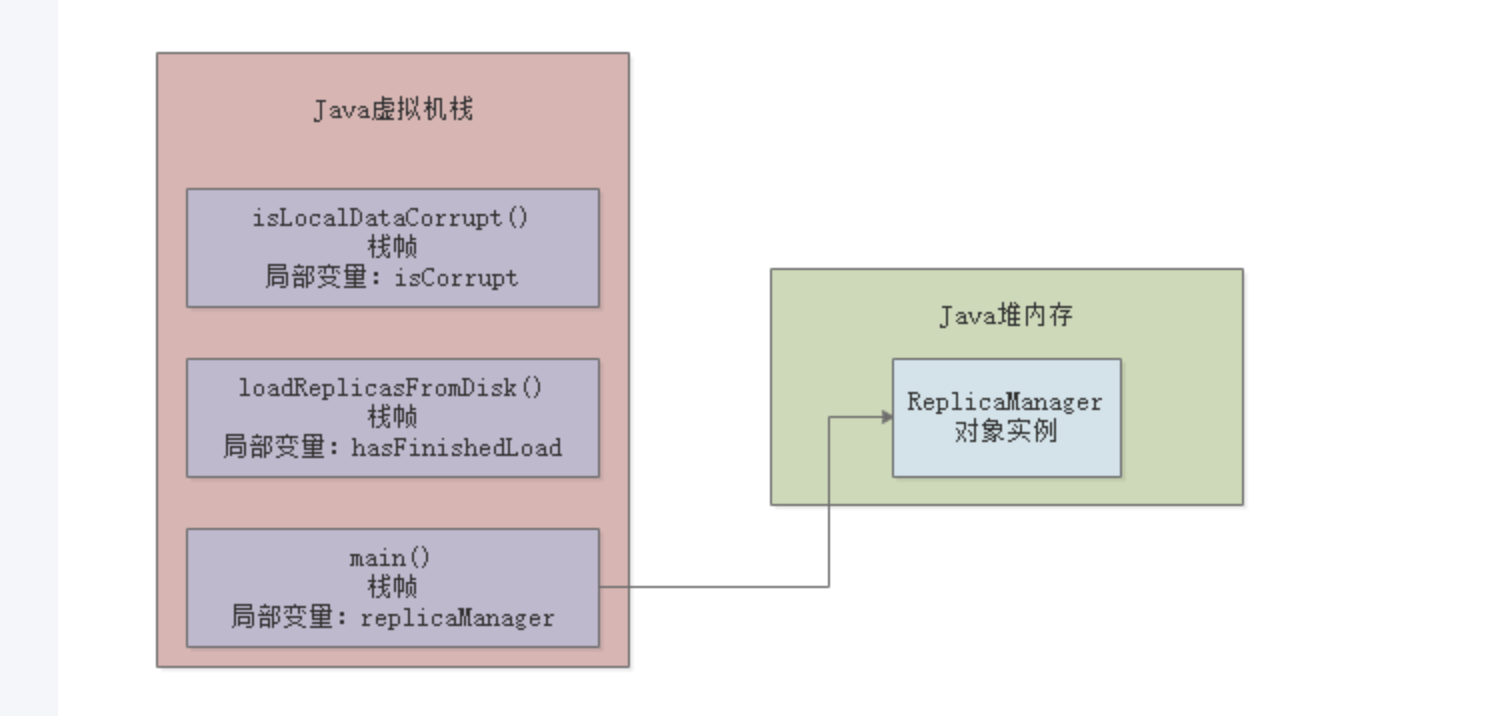 Java虚拟机栈
isLocalDataCorrupt()
栈帧
局部变量：isCorrupt
loadReplicasFromDisk()
栈帧
局部变量：hasFinishedLoad
main()
栈帧
局部变量：replicaManager
Java堆内存
ReplicaManager
对象实例